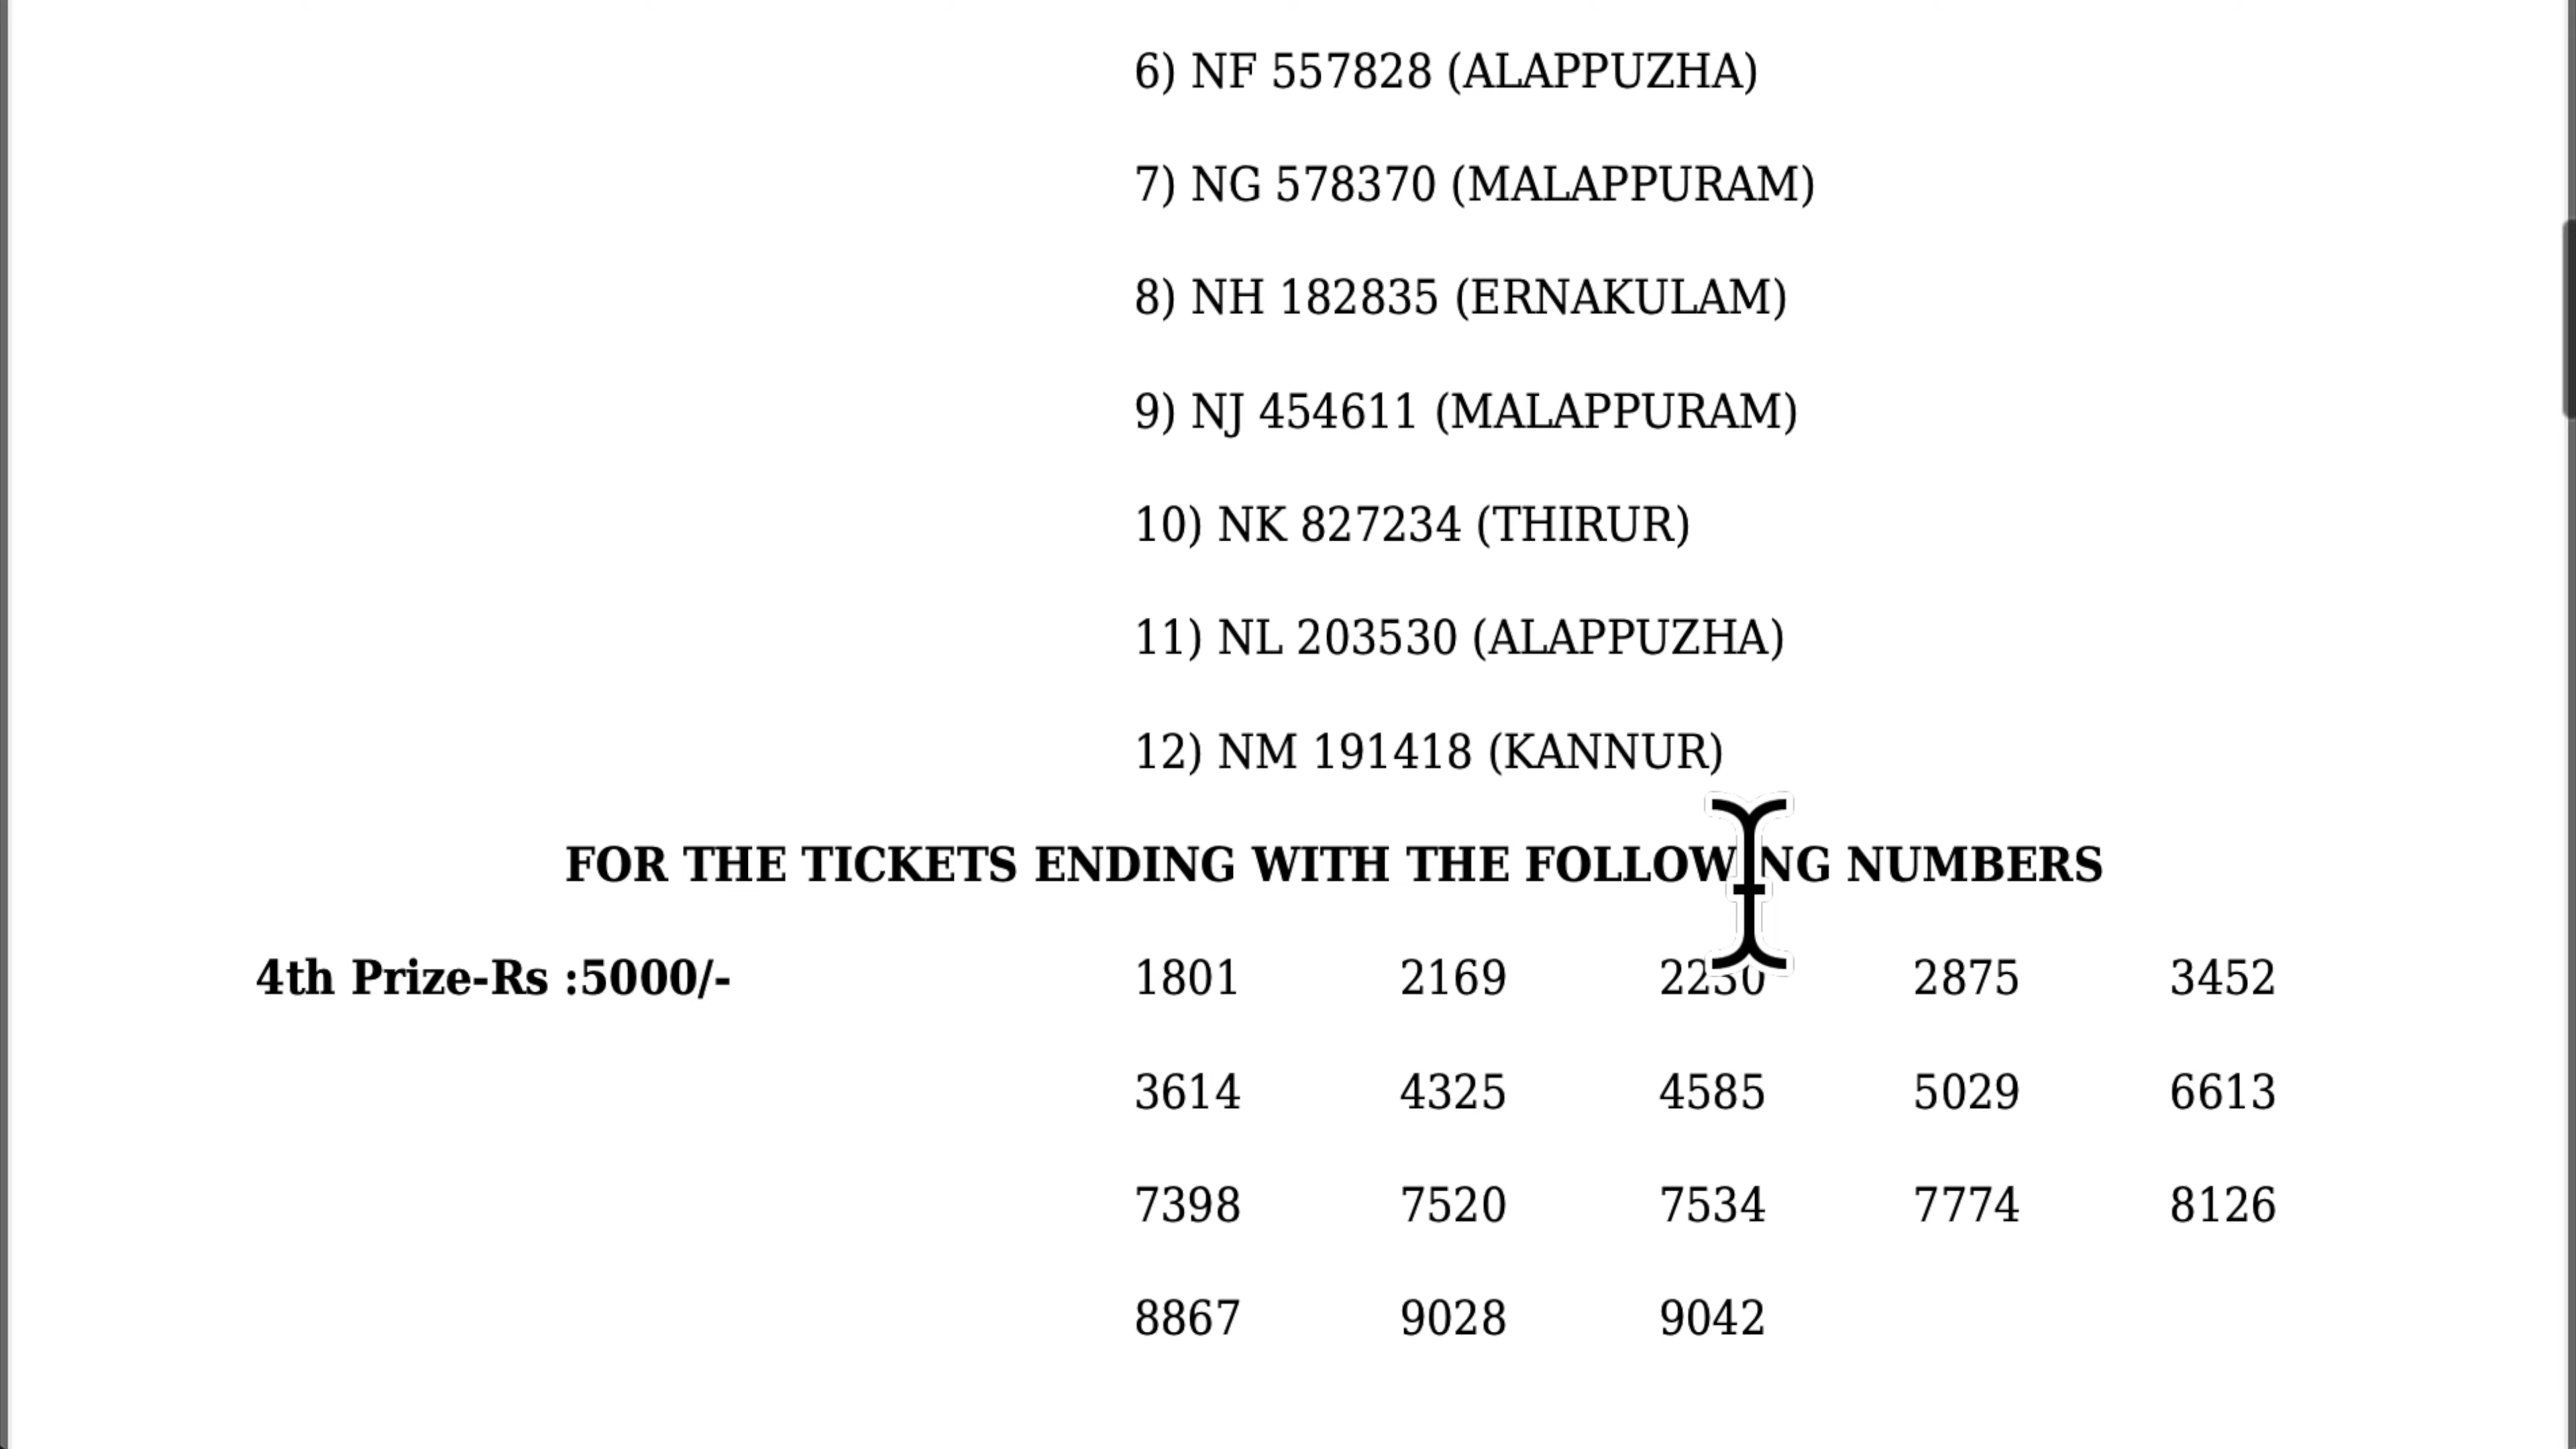 6) NF 557828 (ALAPPUZHA)
7) NG 578370 (MALAPPURAM)
8) NH 182835 (ERNAKULAM)
9) NJ 454611 (MALAPPURAM)
10) NK 827234 (THIRUR)
11) NL 203530 (ALAPPUZHA)
12) NM 191418 (KANNUR)
FOR THE TICKETS ENDING WITH THE FOLLOWING NUMBERS
4th Prize-Rs :5000/- 1801 2169 2875 3452
3614 4325 4585 5029 6613
7398 7520 7534 7774 8126
8867 9028 9042